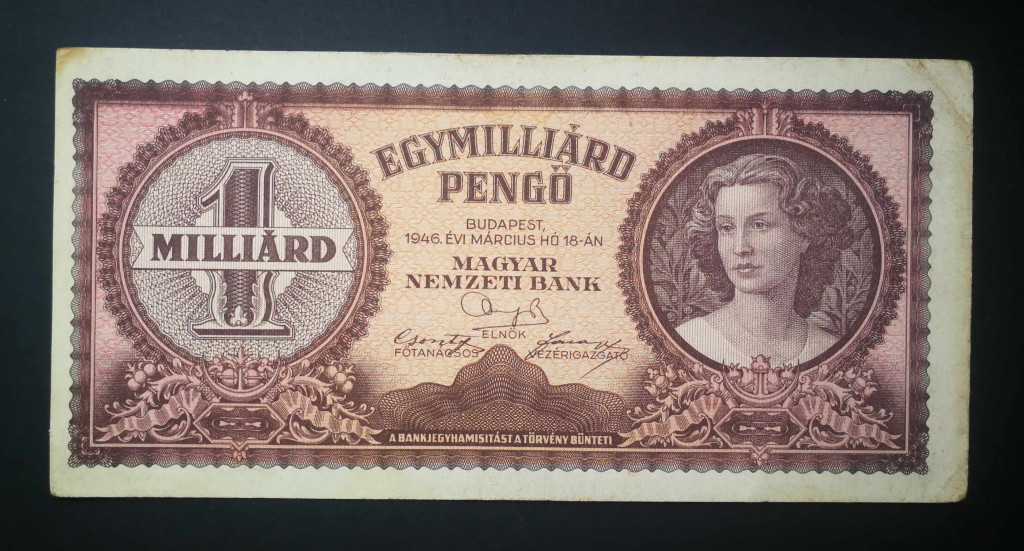 1
MILLIÁRD
EGYMILLIÁRD
PENGŐ
BUDAPEST,
1946. ÉVI MÁRCIUS HÓ 18-ÁN
MAGYAR
NEMZETI BANK
ELNÖK
FŐTANÁCSOS VEZÉRIGAZGATÓ
A BANKJEGYHAMISITÁST A TÖRVÉNY BÜNTETI